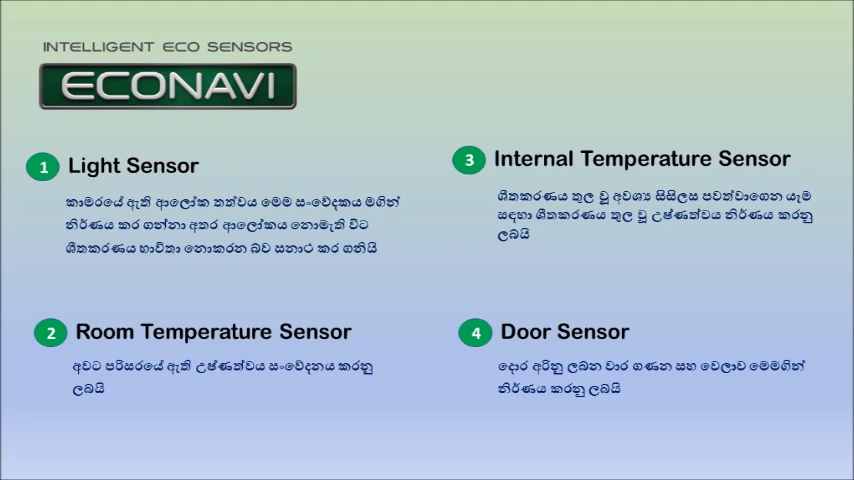 INTELLIGENT ECO SENSORS
ECONAVI
1 Light Sensor
කාමරයේ ඇති ආලෝක තත්වය මෙම සංවේදකය මගින්
නිර්ණය කර ගන්නා අතර ආලෝකය නොමැති විට
ශීතකරණය භාවිතා නොකරන බව සනාථ කර ගනියි
2 Room Temperature Sensor
අවට පරිසරයේ ඇති උෂ්ණත්වය සංවේදනය කරනු
ලබයි
3 Internal Temperature Sensor
ශීතකරණය තුල වූ අවශ්‍ය සිසිලස පවත්වාගෙන යෑම
සඳහා ශීතකරණය තුල වූ උෂ්ණත්වය නිර්ණය කරනු
ලබයි
4 Door Sensor
දොර අරිනු ලබන වාර ගණන සහ වෙලාව මෙමගින්
නිර්ණය කරනු ලබයි